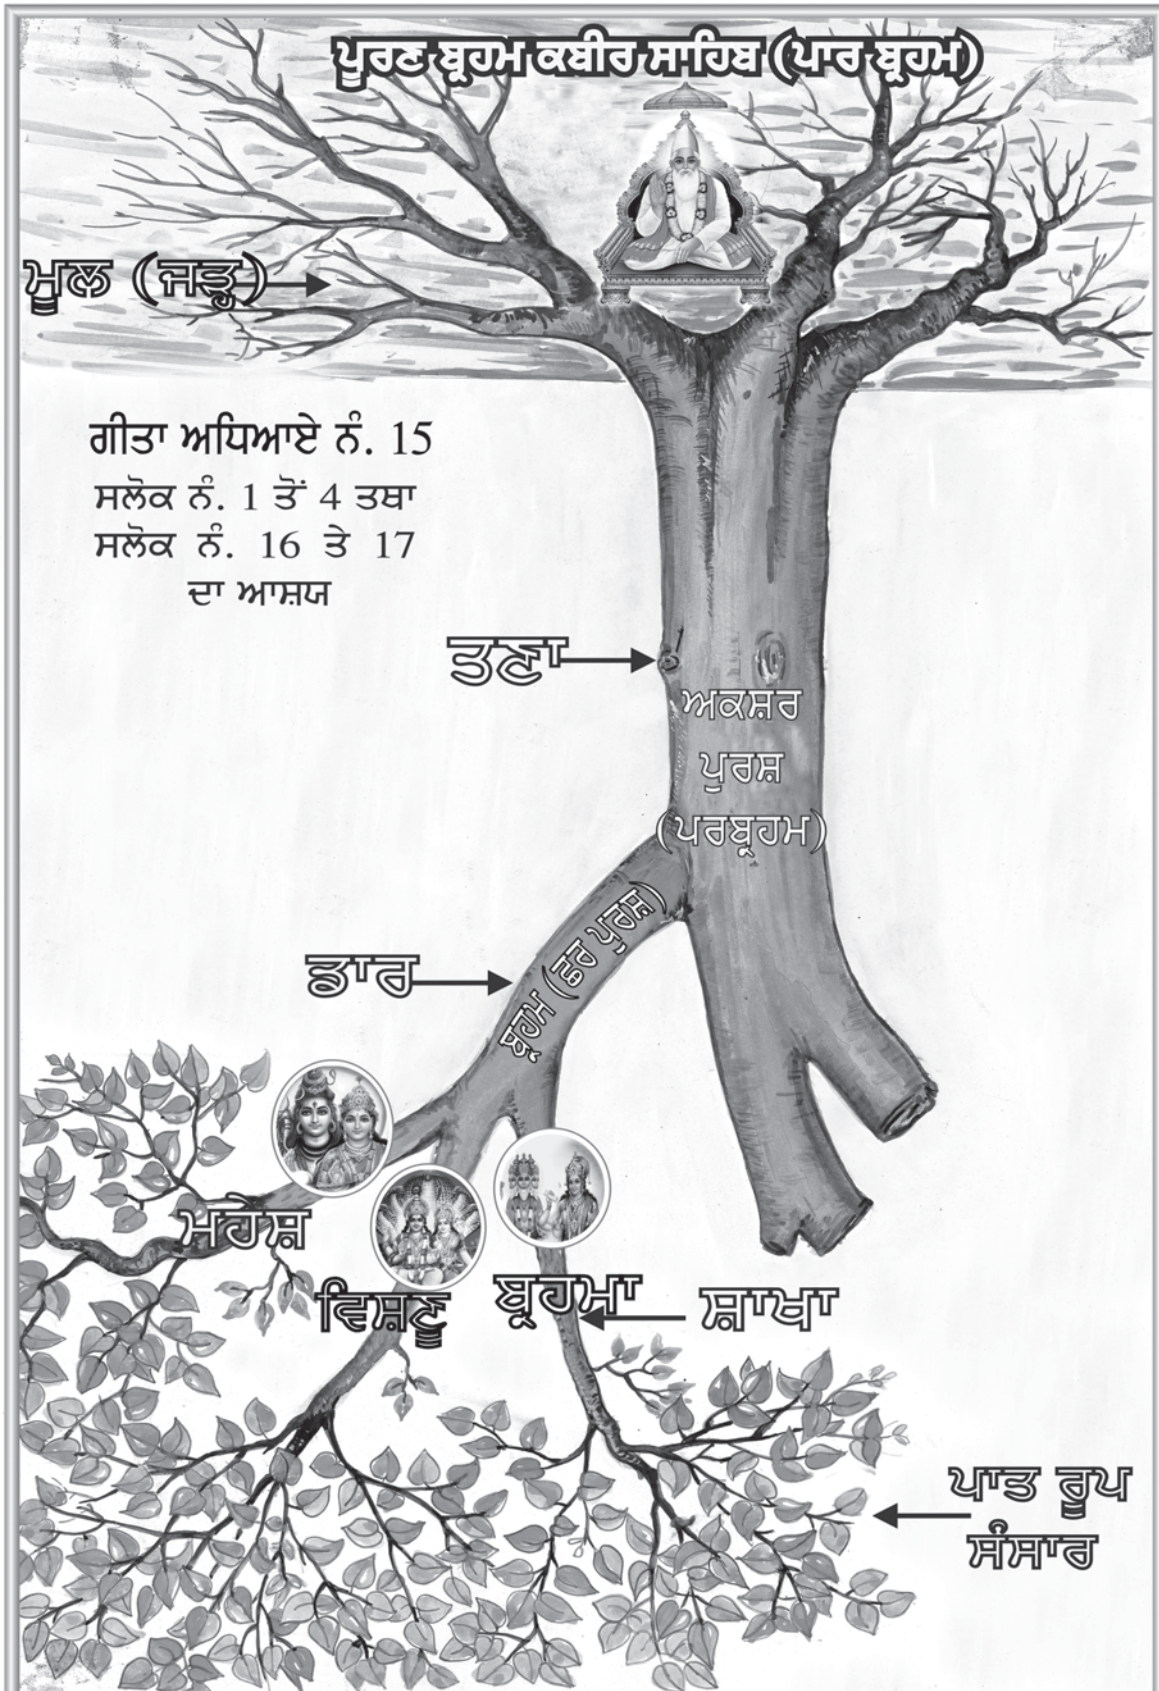 ਪੂਰਣ ਬ੍ਰਹਮ ਕਬੀਰ ਸਾਹਿਬ (ਪਾਰ ਬ੍ਰਹਮ)
ਮੂਲ (ਜੜ੍ਹ)
ਗੀਤਾ ਅਧਿਆਏ ਨੰ. 15
ਸਲੋਕ ਨੰ. 1 ਤੋਂ 4 ਤਥਾ
ਸਲੋਕ ਨੰ. 16 ਤੇ 17
ਦਾ ਆਸ਼ਯ
ਤਣਾ
ਅਕਸ਼ਰ
ਪੁਰਸ਼
(ਪਰਬ੍ਰਹਮ)
ਡਾਰ
ਬ੍ਰਹਮ (ਛਰ ਪੁਰਸ਼)
ਮਹੇਸ਼
ਵਿਸ਼ਣੂ
ਬ੍ਰਹਮਾ
ਸ਼ਾਖਾ
ਪਾਤ ਰੂਪ
ਸੰਸਾਰ